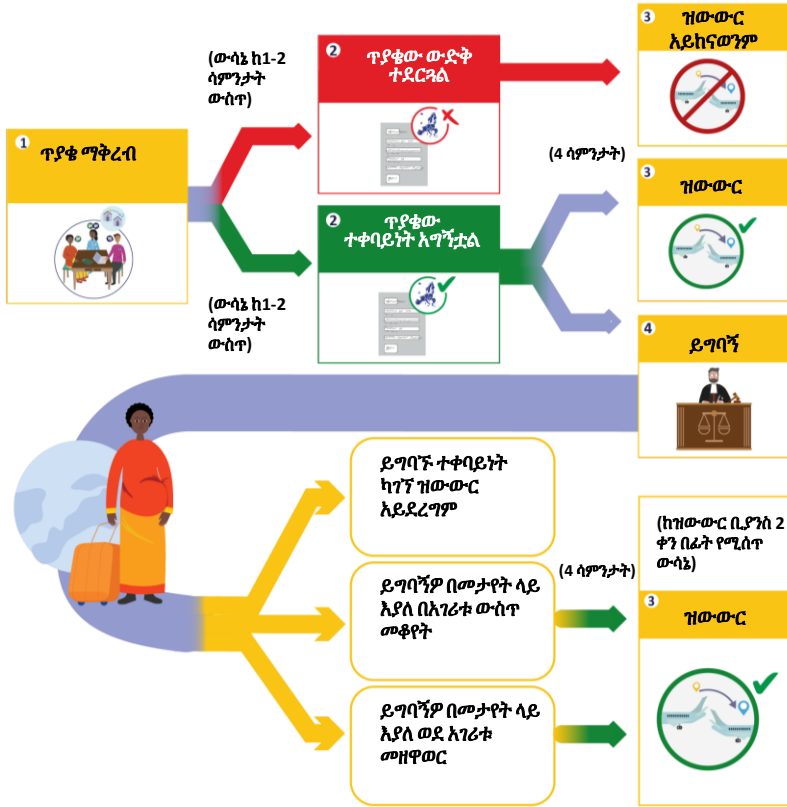 1
ጥያቄ ማቅረብ
(ውሳኔ ከ1-2
ሳምንታት
ውስጥ)
2
ጥያቄው ውድቅ
ተደርጓል
3
ዝውውር
አይከናወንም
(ውሳኔ ከ1-2
ሳምንታት
ውስጥ)
2
ጥያቄው
ተቀባይነት አግኝቷል
(4 ሳምንታት)
3
ዝውውር
4
ይግባኝ
ይግባኙ ተቀባይነት
ካገኘ ዝውውር
አይደረግም
ይግባኝዎ በመታየት ላይ
እያለ በአገሪቱ ውስጥ
መቆየት
ይግባኝዎ በመታየት ላይ
እያለ ወደ አገሪቱ
መዘዋወር
(4 ሳምንታት)
(ከዝውውር ቢያንስ 2
ቀን በፊት የሚሰጥ
ውሳኔ)
3
ዝውውር